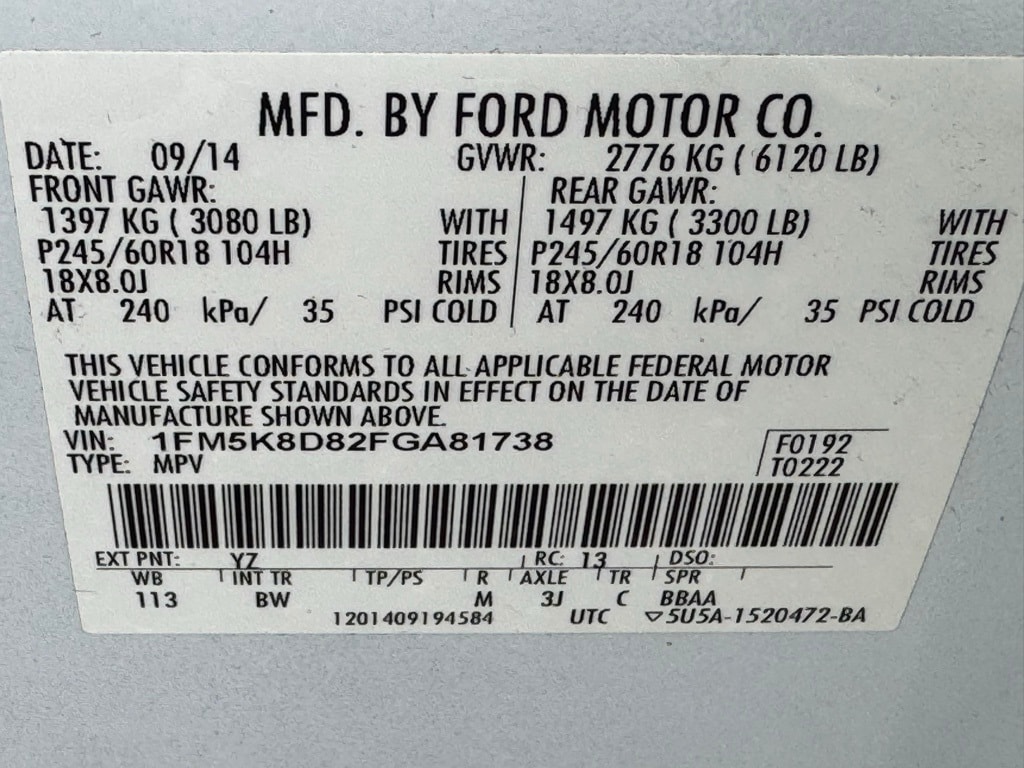 MFD. BY FORD MOTOR CO.
DATE: 09/14 GVWR: 2776 KG ( 6120 LB)
FRONT GAWR: REAR GAWR:
1397 KG ( 3080 LB) WITH 1497 KG ( 3300 LB) WITH
P245/60R18 104H TIRES P245/60R18 104H TIRES
18X8.0J RIMS 18X8.0J RIMS
AT 240 kPa/ 35 PSI COLD AT 240 kPa/ 35 PSI COLD
THIS VEHICLE CONFORMS TO ALL APPLICABLE FEDERAL MOTOR
VEHICLE SAFETY STANDARDS IN EFFECT ON THE DATE OF
MANUFACTURE SHOWN ABOVE.
VIN: 1FM5K8D82FGA81738 F0192
TYPE: MPV T0222
EXT PNT: YZ RC: 13 DSO:
WB INT TR TP/PS R AXLE TR SPR
113 BW M 3J C BBAA
1201409194584 UTC ▽5U5A-1520472-BA